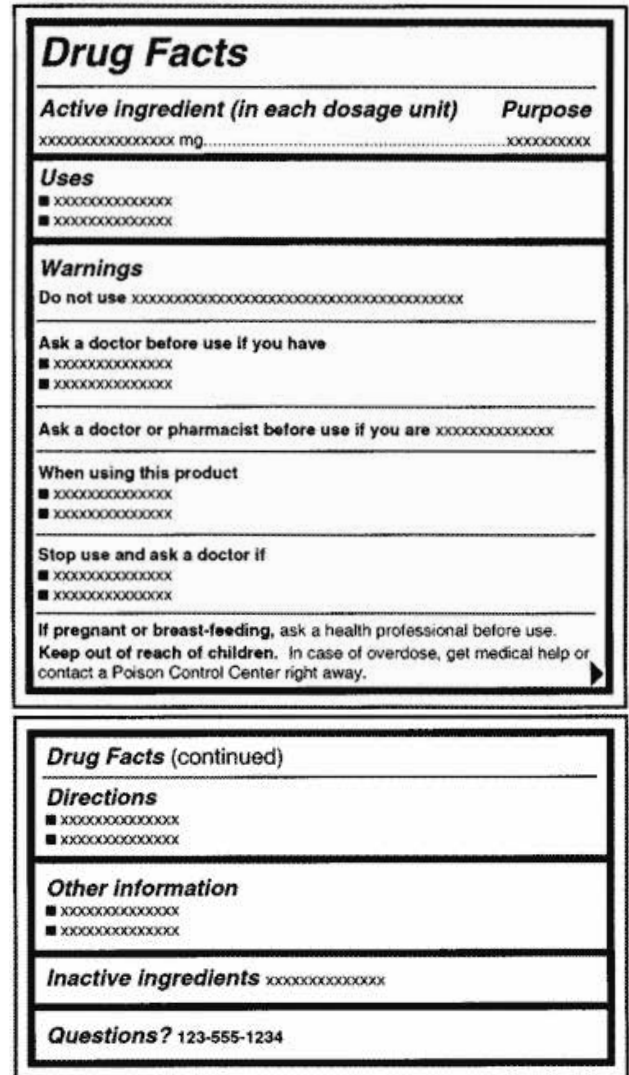 Drug Facts
Active ingredient (in each dosage unit) Purpose
xxxxxxxxxxxxxxxx mg............................................................xxxxxxxxxx
Uses
■ xxxxxxxxxxxxxx
■ xxxxxxxxxxxxxx
Warnings
Do not use xxxxxxxxxxxxxxxxxxxxxxxxxxxxxxxxxxxxxxx
Ask a doctor before use if you have
■ xxxxxxxxxxxxxx
■ xxxxxxxxxxxxxx
Ask a doctor or pharmacist before use if you are xxxxxxxxxxxxxx
When using this product
■ xxxxxxxxxxxxxx
■ xxxxxxxxxxxxxx
Stop use and ask a doctor if
■ xxxxxxxxxxxxxx
■ xxxxxxxxxxxxxx
If pregnant or breast-feeding, ask a health professional before use.
Keep out of reach of children. In case of overdose, get medical help or
contact a Poison Control Center right away.
Drug Facts (continued)
Directions
■ xxxxxxxxxxxxxx
■ xxxxxxxxxxxxxx
Other information
■ xxxxxxxxxxxxxx
■ xxxxxxxxxxxxxx
Inactive ingredients xxxxxxxxxxxxxx
Questions? 123-555-1234